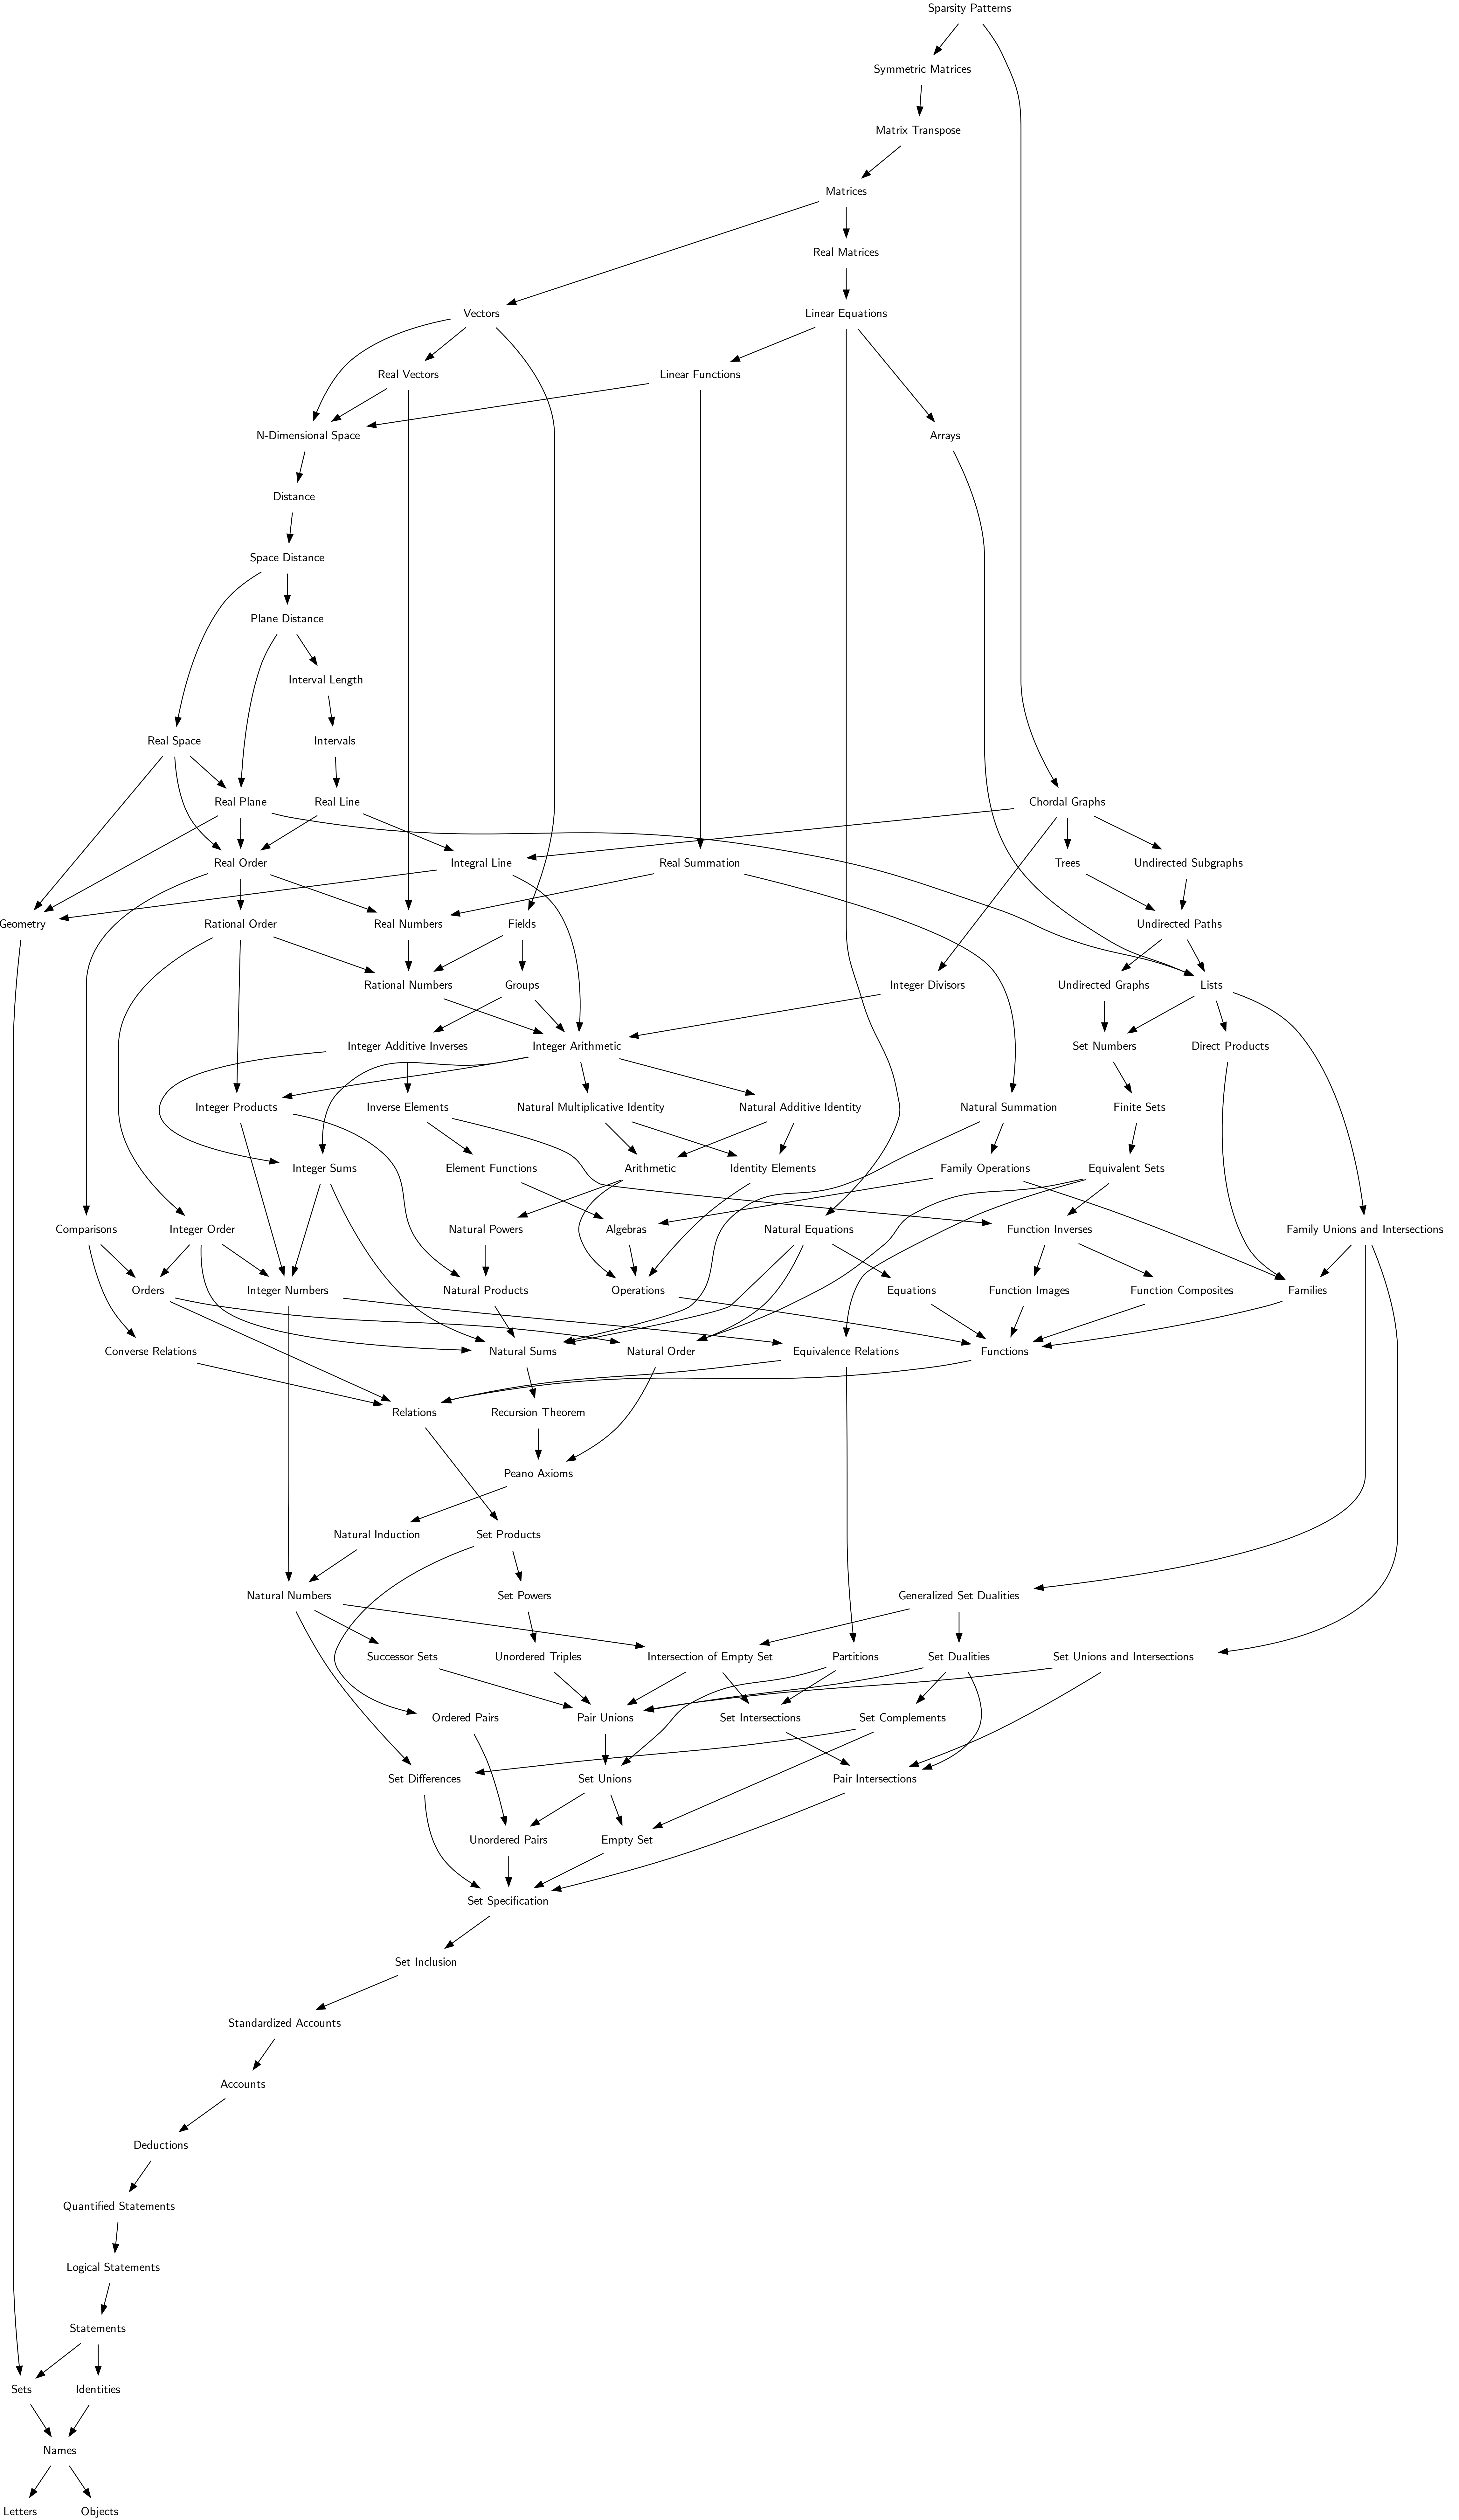 Sparsity Patterns
Symmetric Matrices
Matrix Transpose
Matrices
Real Matrices
Vectors
Linear Equations
Real Vectors
Linear Functions
N-Dimensional Space
Arrays
Distance
Space Distance
Plane Distance
Interval Length
Real Space
Intervals
Real Plane
Real Line
Chordal Graphs
Real Order
Integral Line
Real Summation
Trees
Undirected Subgraphs
Geometry
Rational Order
Real Numbers
Fields
Undirected Paths
Rational Numbers
Groups
Integer Divisors
Undirected Graphs
Lists
Integer Additive Inverses
Integer Arithmetic
Set Numbers
Direct Products
Integer Products
Inverse Elements
Natural Multiplicative Identity
Natural Additive Identity
Natural Summation
Finite Sets
Integer Sums
Element Functions
Arithmetic
Identity Elements
Family Operations
Equivalent Sets
Comparisons
Integer Order
Natural Powers
Algebras
Natural Equations
Function Inverses
Family Unions and Intersections
Orders
Integer Numbers
Natural Products
Operations
Equations
Function Images
Function Composites
Families
Converse Relations
Natural Sums
Natural Order
Equivalence Relations
Functions
Relations
Recursion Theorem
Peano Axioms
Natural Induction
Set Products
Natural Numbers
Set Powers
Generalized Set Dualities
Successor Sets
Unordered Triples
Intersection of Empty Set
Partitions
Set Dualities
Set Unions and Intersections
Ordered Pairs
Pair Unions
Set Intersections
Set Complements
Set Differences
Set Unions
Pair Intersections
Unordered Pairs
Empty Set
Set Specification
Set Inclusion
Standardized Accounts
Accounts
Deductions
Quantified Statements
Logical Statements
Statements
Sets
Identities
Names
Letters
Objects